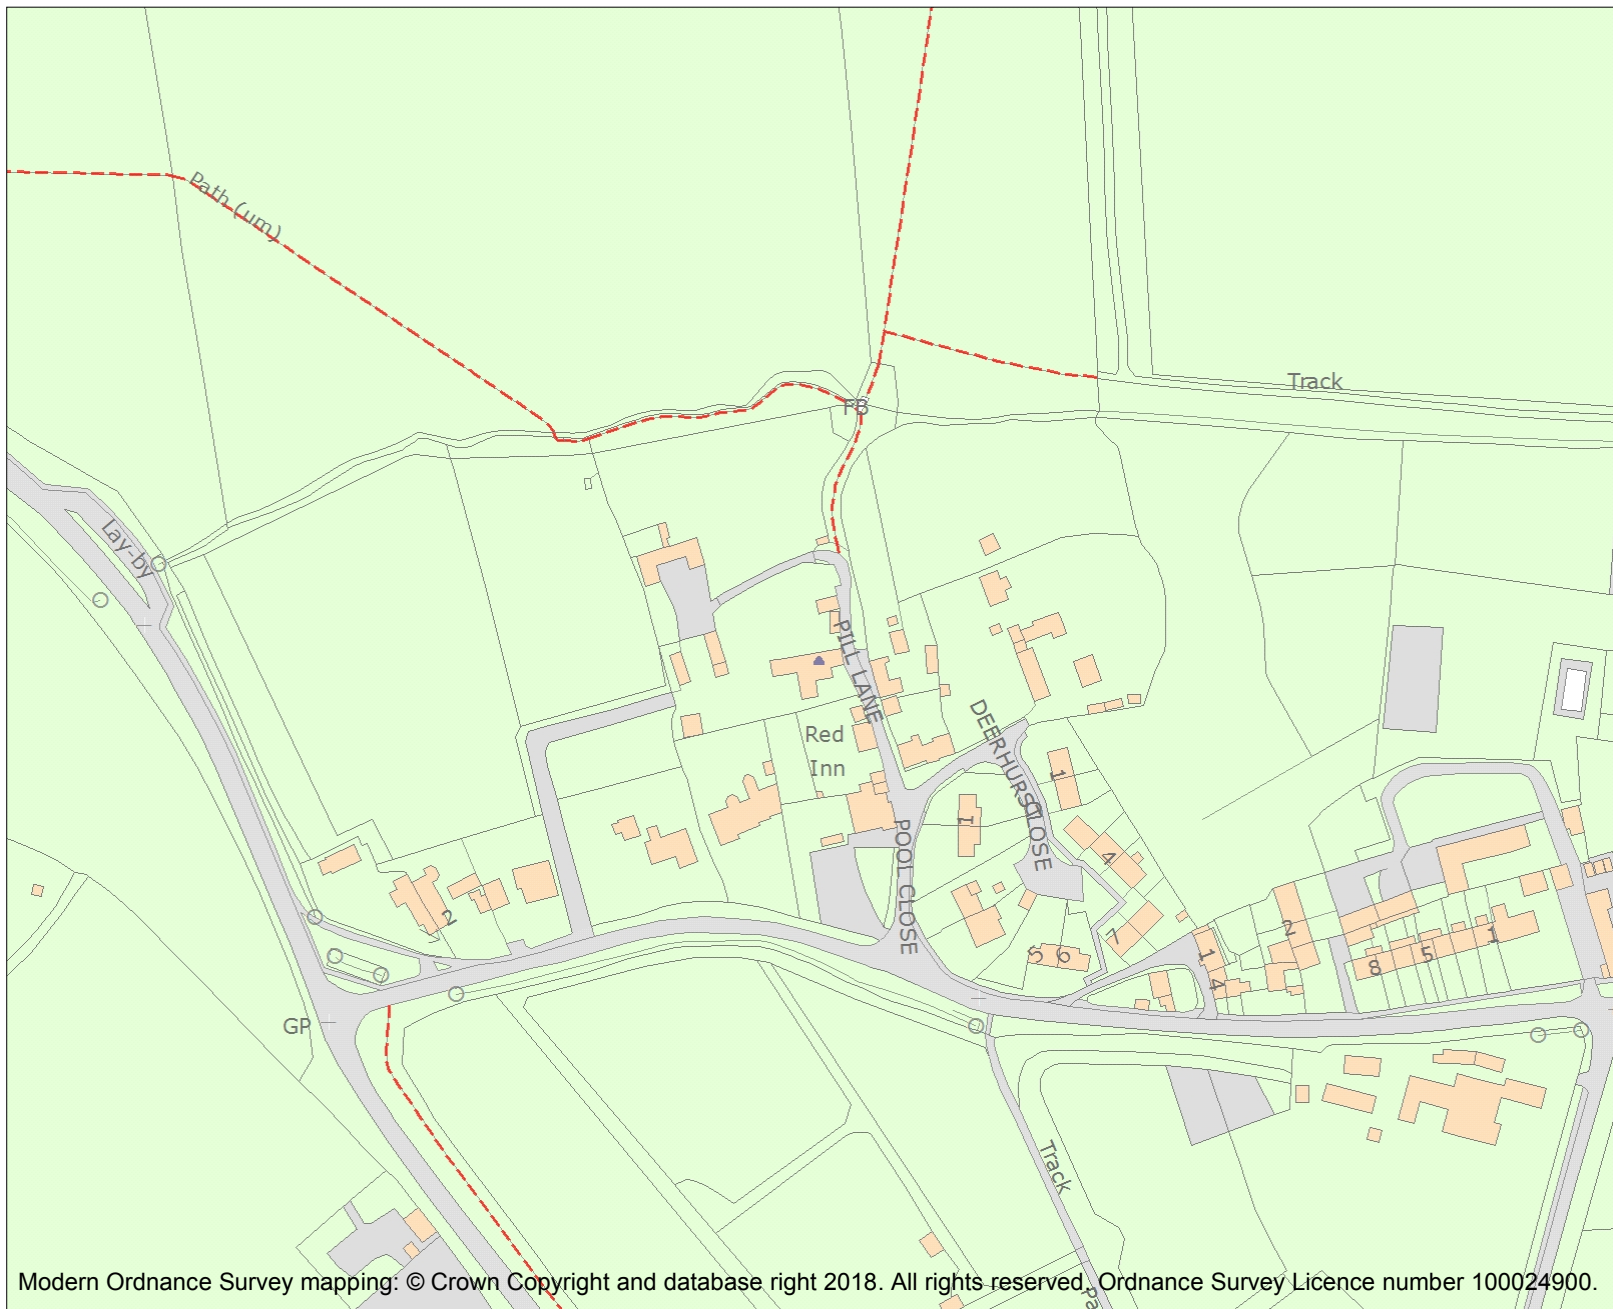 Path (um)
Track
FB
Lay-by
PILL LANE
Red
Inn
DEERHURST
CLOSE
1
1
POOL CLOSE
4
2
7
5
6
1
4
2
8
5
1
GP
Track
Pa
Modern Ordnance Survey mapping: © Crown Copyright and database right 2018. All rights reserved. Ordnance Survey Licence number 100024900.